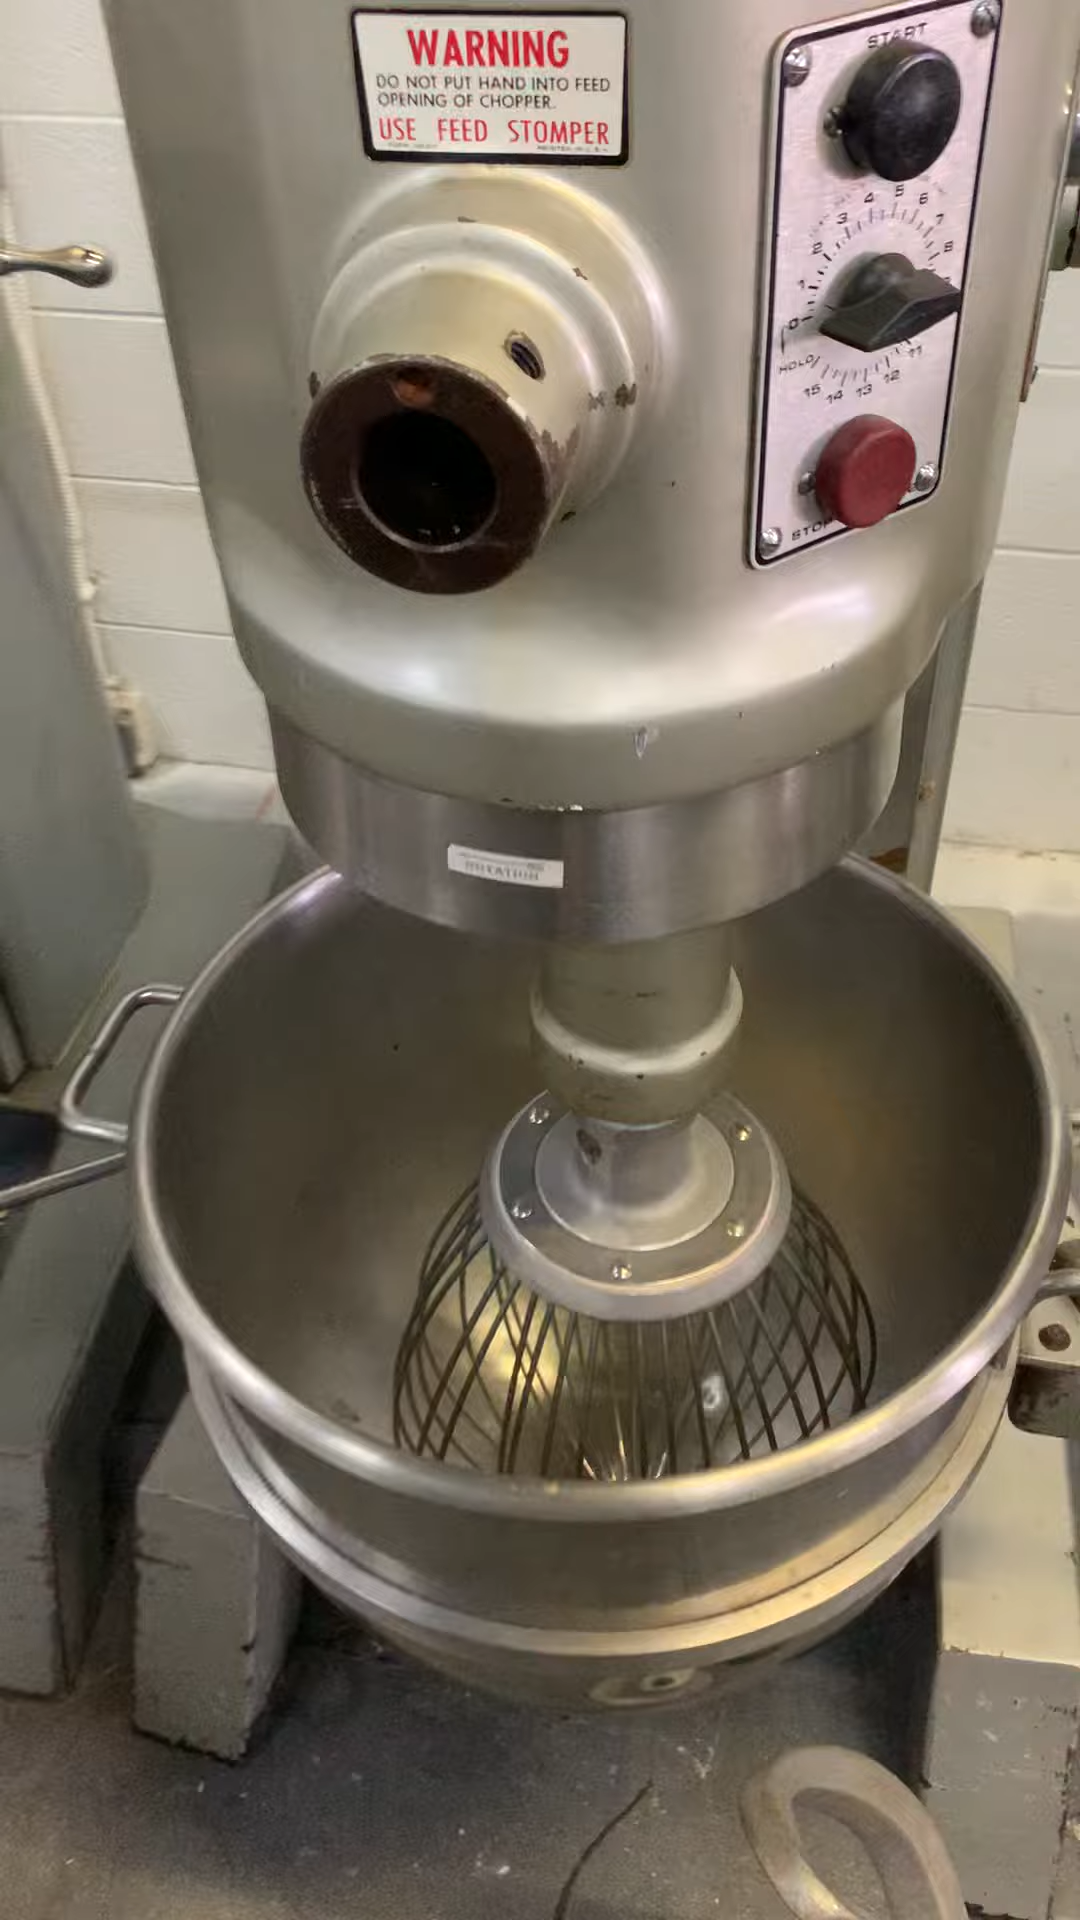 WARNING
DO NOT PUT HAND INTO FEED
OPENING OF CHOPPER.
USE FEED STOMPER
START
0 1 2 3 4 5 6 7 8
11 12 13 14 15
HOLD
ROTATION